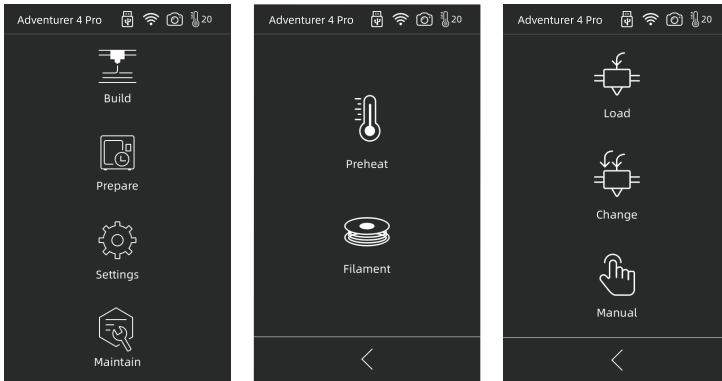 Adventurer 4 Pro 20
Build
Prepare
Settings
Maintain
Adventurer 4 Pro 20
Preheat
Filament
Adventurer 4 Pro 20
Load
Change
Manual